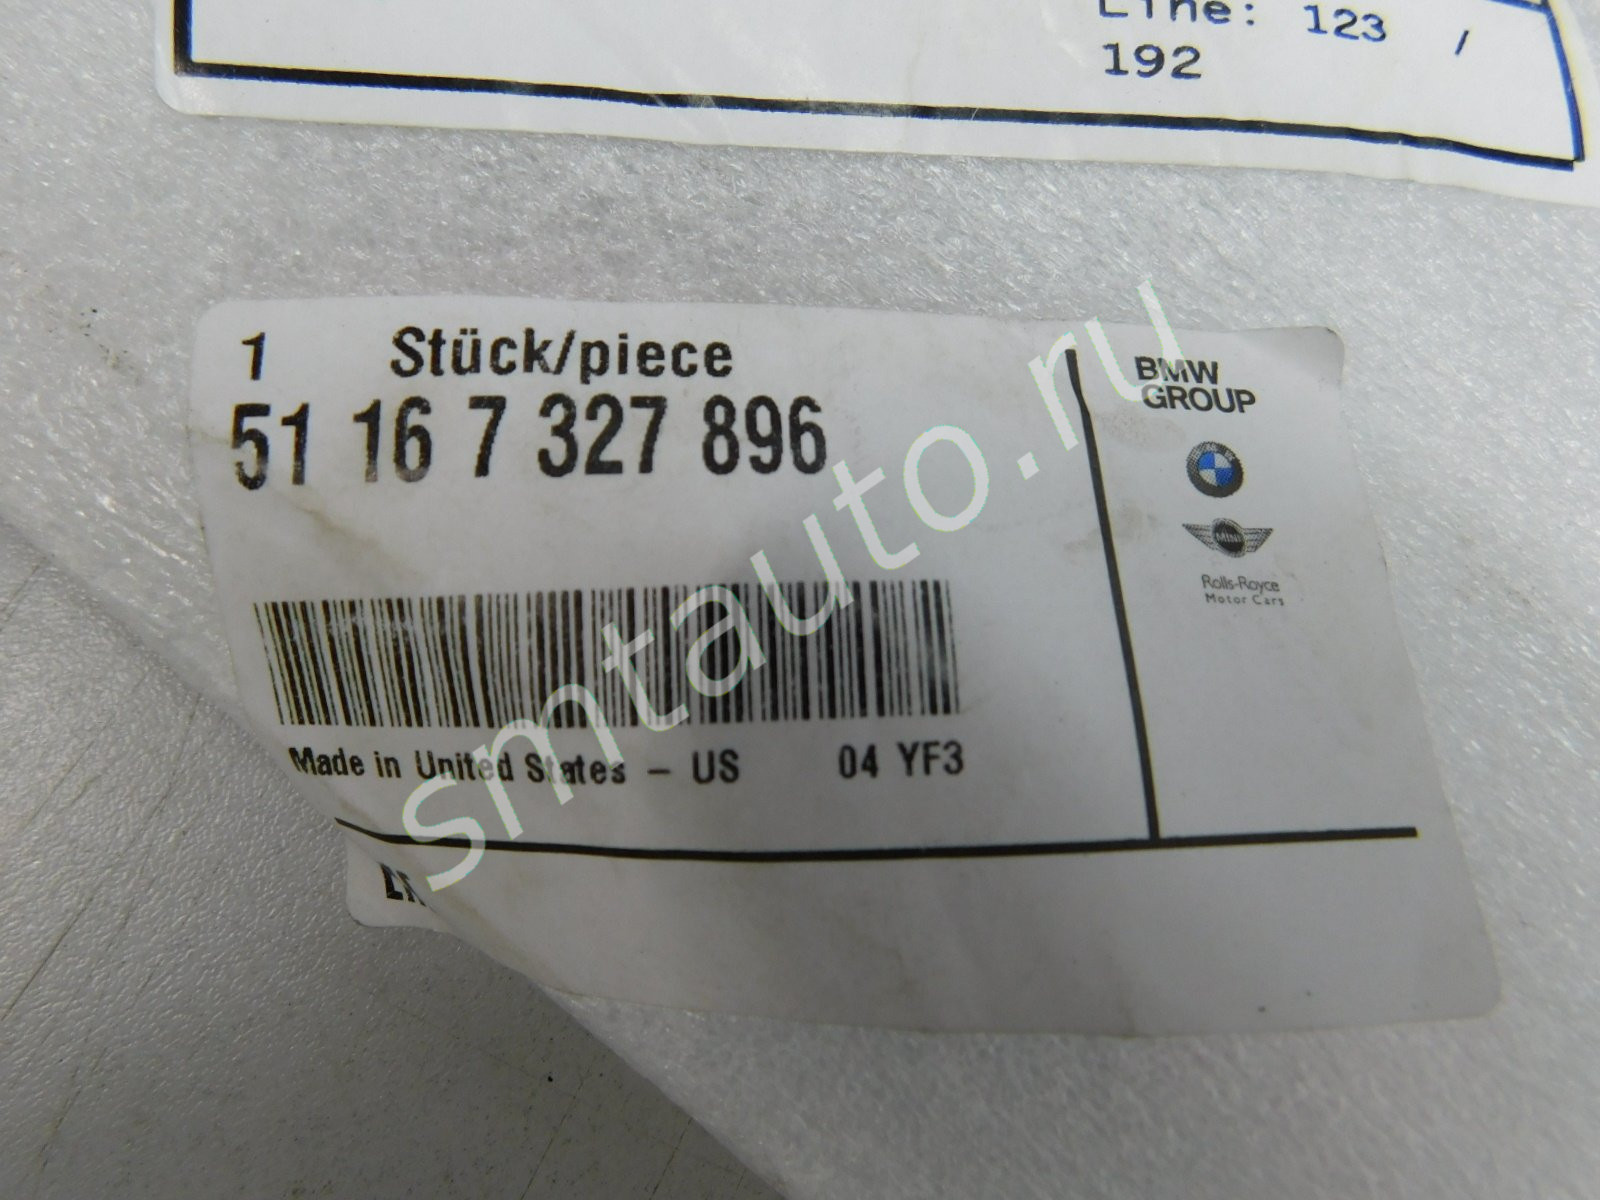 Line: 123 /
192
1 Stück/piece
51 16 7 327 896
Made in United States - US 04 YF3
BMW
GROUP
MINI
Rolls-Royce
Motor Cars
smtauto.ru